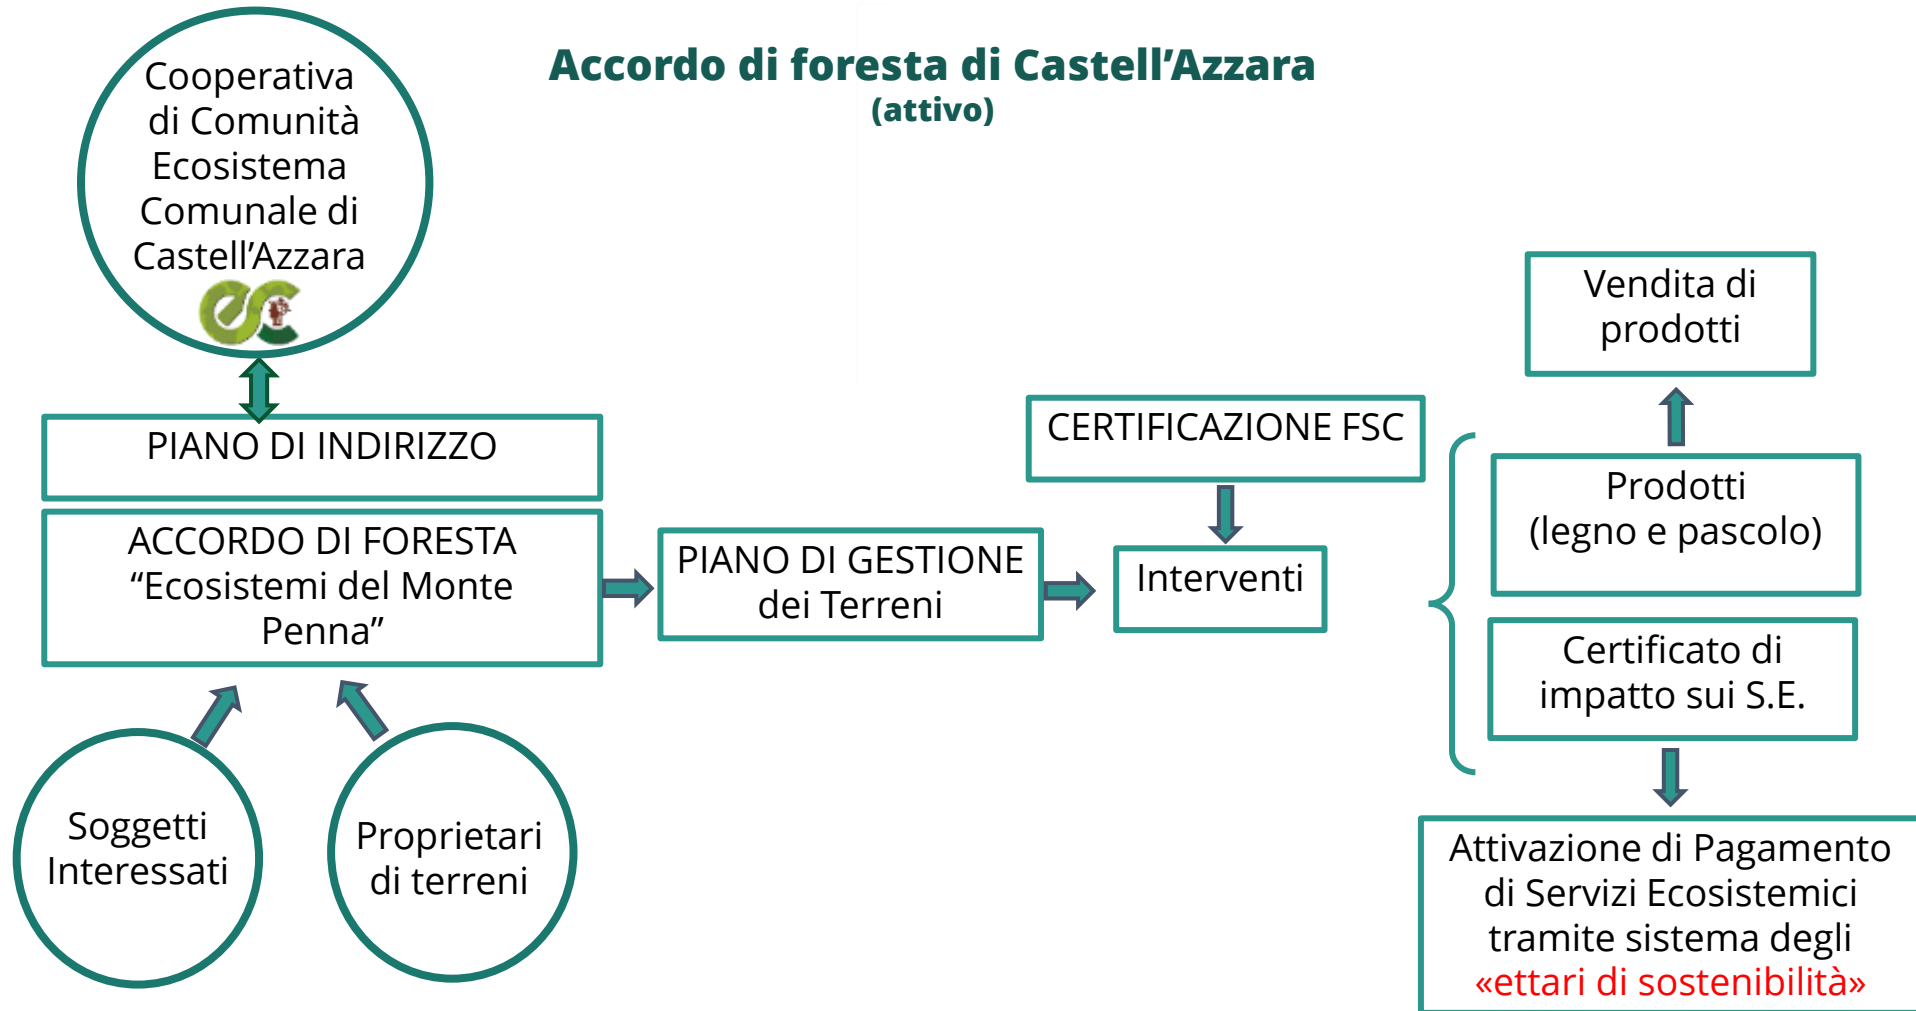 Accordo di foresta di Castell’Azzara
(attivo)
Cooperativa
di Comunità
Ecosistema
Comunale di
Castell’Azzara
PIANO DI INDIRIZZO
ACCORDO DI FORESTA
“Ecosistemi del Monte
Penna”
Soggetti
Interessati
Proprietari
di terreni
PIANO DI GESTIONE
dei Terreni
CERTIFICAZIONE FSC
Interventi
Vendita di
prodotti
Prodotti
(legno e pascolo)
Certificato di
impatto sui S.E.
Attivazione di Pagamento
di Servizi Ecosistemici
tramite sistema degli
«ettari di sostenibilità»